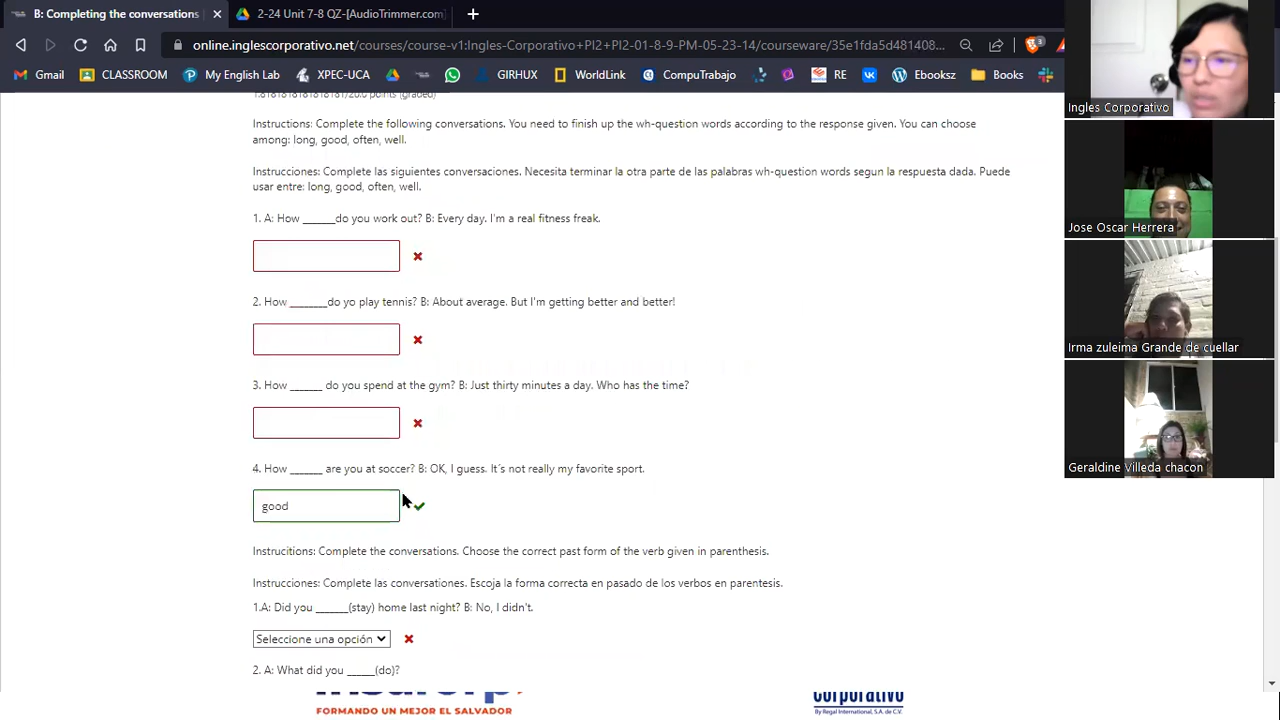 B: Completing the conversations
2-24 Unit 7-8 QZ-[AudioTrimmer.com]
online.inglescorporativo.net/courses/course-v1:Ingles-Corporativo+PI2+PI2-01-8-9-PM-05-23-14/courseware/35e1fda5d481408...
Gmail CLASSROOM My English Lab XPEC-UCA GIRHUX WorldLink CompuTrabajo RE Ebooksz Books
Instructions: Complete the following conversations. You need to finish up the wh-question words according to the response given. You can choose
among: long, good, often, well.
Instrucciones: Complete las siguientes conversaciones. Necesita terminar la otra parte de las palabras wh-question words segun la respuesta dada. Puede
usar entre: long, good, often, well.
1. A: How ______do you work out? B: Every day. I'm a real fitness freak.
2. How ________do yo play tennis? B: About average. But I'm getting better and better!
3. How _______ do you spend at the gym? B: Just thirty minutes a day. Who has the time?
4. How _______ are you at soccer? B: OK, I guess. It´s not really my favorite sport.
good
Instrucitions: Complete the conversations. Choose the correct past form of the verb given in parenthesis.
Instrucciones: Complete las conversationes. Escoja la forma correcta en pasado de los verbos en parentesis.
1.A: Did you _______(stay) home last night? B: No, I didn't.
Seleccione una opción
2. A: What did you ______(do)?
FORMANDO UN MEJOR EL SALVADOR
corporativo
By Regal International, S.A. de C.V.
Ingles Corporativo
Jose Oscar Herrera
Irma zuleima Grande de cuellar
Geraldine Villeda chacon